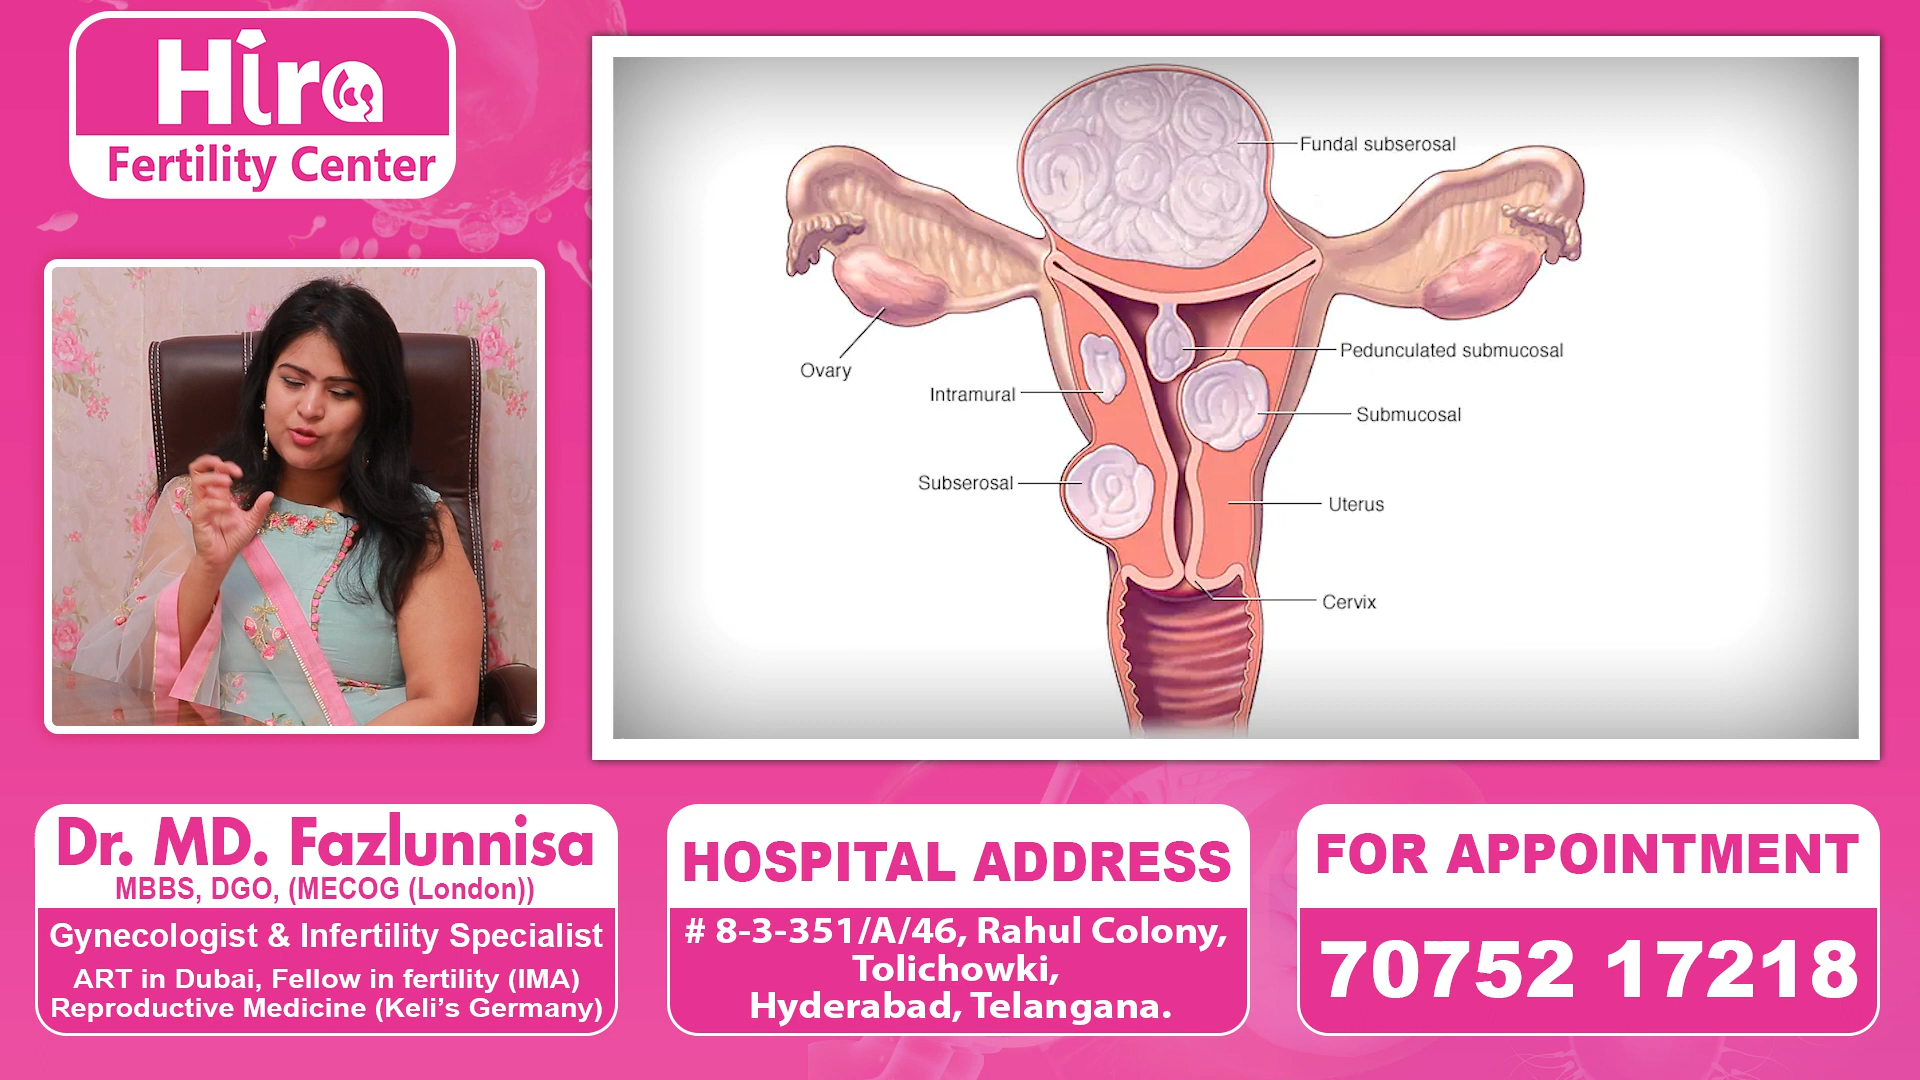 Hira
Fertility Center
Fundal subserosal
Ovary
Pedunculated submucosal
Intramural
Submucosal
Subserosal
Uterus
Cervix
Dr. MD. Fazlunnisa
MBBS, DGO, (MECOG (London))
Gynecologist & Infertility Specialist
ART in Dubai, Fellow in fertility (IMA)
Reproductive Medicine (Keli's Germany)
HOSPITAL ADDRESS
# 8-3-351/A/46, Rahul Colony,
Tolichowki,
Hyderabad, Telangana.
FOR APPOINTMENT
70752 17218